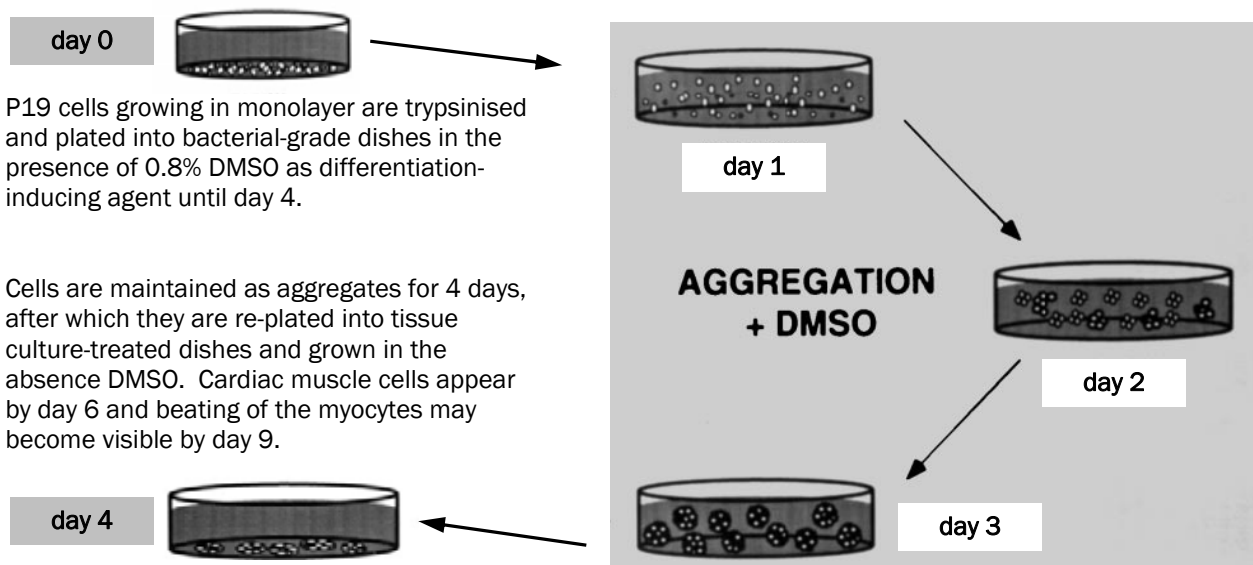 day 0
P19 cells growing in monolayer are trypsinised
and plated into bacterial-grade dishes in the
presence of 0.8% DMSO as differentiation-
inducing agent until day 4.
day 1
AGGREGATION
+ DMSO
day 2
Cells are maintained as aggregates for 4 days,
after which they are re-plated into tissue
culture-treated dishes and grown in the
absence DMSO. Cardiac muscle cells appear
by day 6 and beating of the myocytes may
become visible by day 9.
day 3
day 4